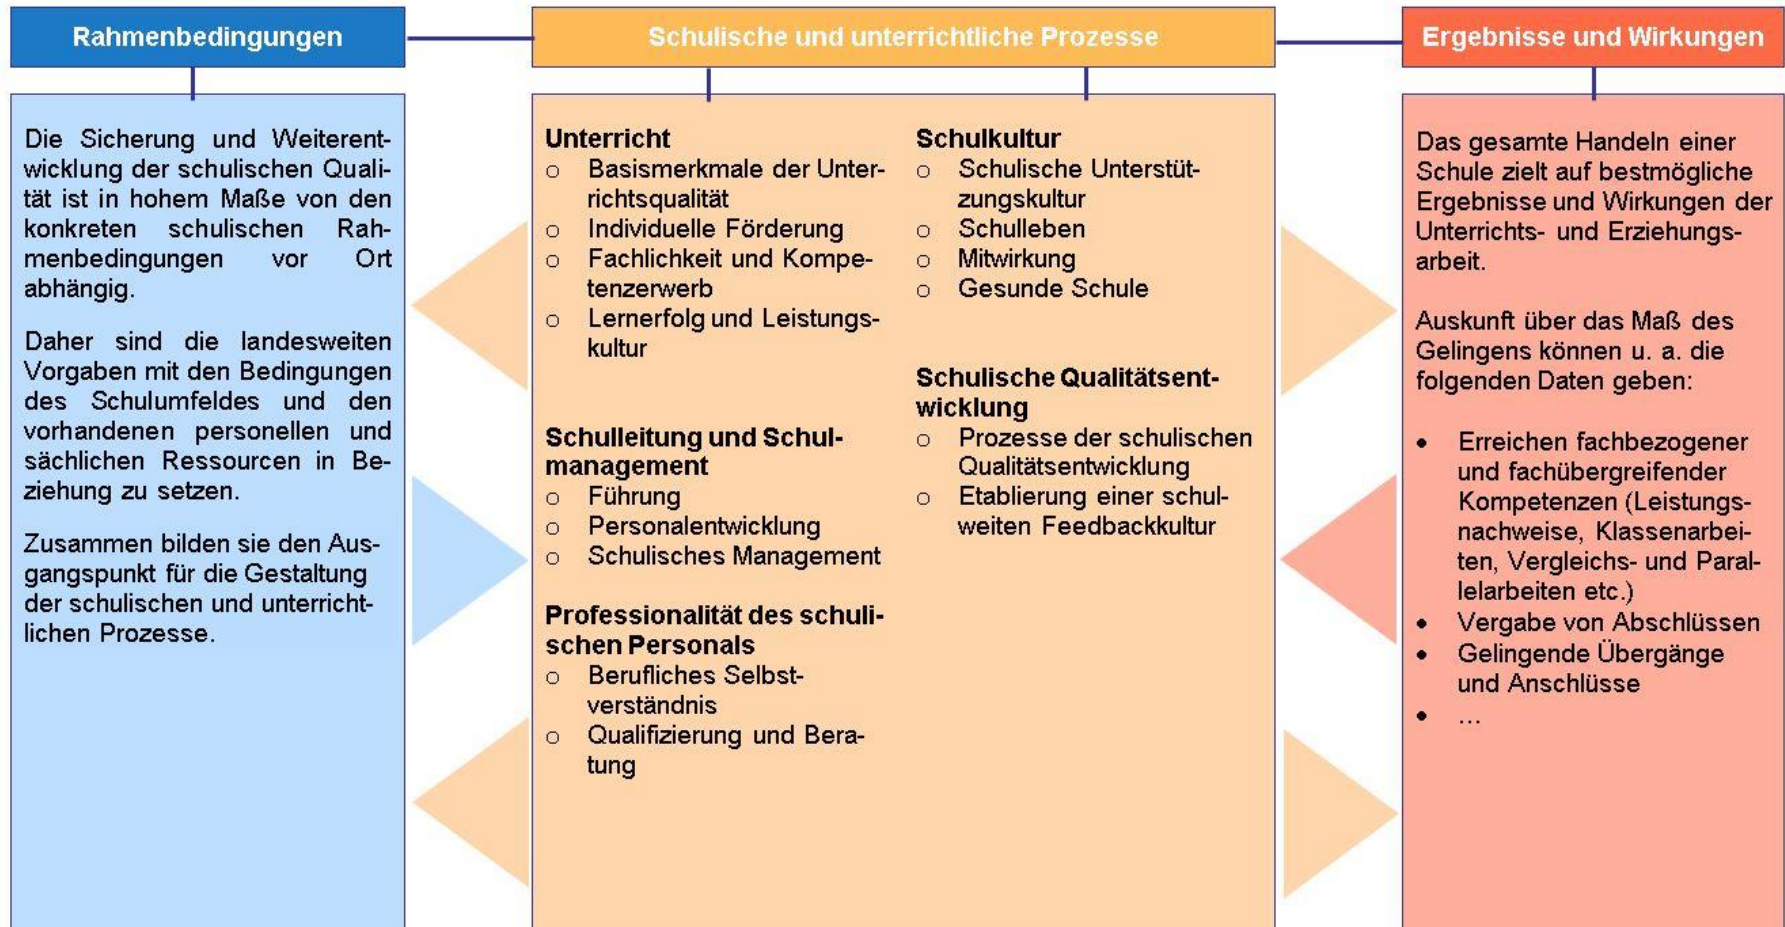 Rahmenbedingungen
Die Sicherung und Weiterent-
wicklung der schulischen Quali-
tät ist in hohem Maße von den
konkreten schulischen Rah-
menbedingungen vor Ort
abhängig.
Daher sind die landesweiten
Vorgaben mit den Bedingungen
des Schulumfeldes und den
vorhandenen personellen und
sächlichen Ressourcen in Be-
ziehung zu setzen.
Zusammen bilden sie den Aus-
gangspunkt für die Gestaltung
der schulischen und unterricht-
lichen Prozesse.
Schulische und unterrichtliche Prozesse
Unterricht
o Basismerkmale der Unter-
richtsqualität
o Individuelle Förderung
o Fachlichkeit und Kompe-
tenzerwerb
o Lernerfolg und Leistungs-
kultur
Schulleitung und Schul-
management
o Führung
o Personalentwicklung
o Schulisches Management
Professionalität des schuli-
schen Personals
o Berufliches Selbst-
verständnis
o Qualifizierung und Bera-
tung
Schulkultur
o Schulische Unterstüt-
zungskultur
o Schulleben
o Mitwirkung
o Gesunde Schule
Schulische Qualitätsent-
wicklung
o Prozesse der schulischen
Qualitätsentwicklung
o Etablierung einer schul-
weiten Feedbackkultur
Ergebnisse und Wirkungen
Das gesamte Handeln einer
Schule zielt auf bestmögliche
Ergebnisse und Wirkungen der
Unterrichts- und Erziehungs-
arbeit.
Auskunft über das Maß des
Gelingens können u. a. die
folgenden Daten geben:
• Erreichen fachbezogener
und fachübergreifender
Kompetenzen (Leistungs-
nachweise, Klassenarbei-
ten, Vergleichs- und Paral-
lelarbeiten etc.)
• Vergabe von Abschlüssen
• Gelingende Übergänge
und Anschlüsse
• …